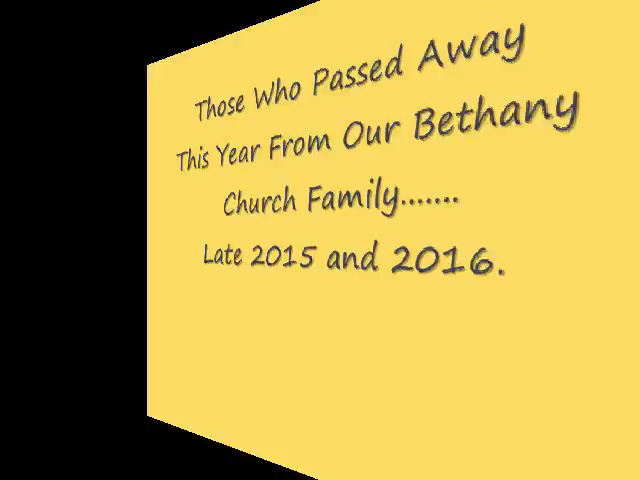 Those Who Passed Away
This Year From Our Bethany
Church Family.......
Late 2015 and 2016.